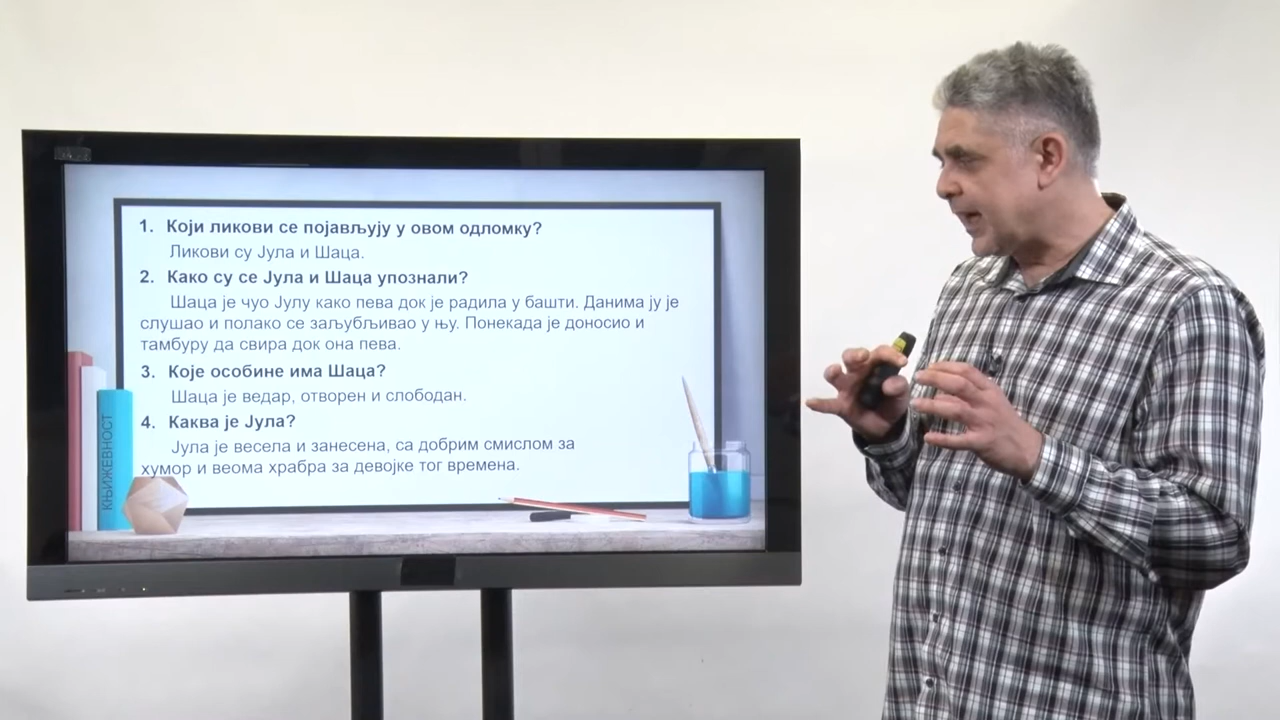 1. Који ликови се појављују у овом одломку?
Ликови су Јула и Шаца.
2. Како су се Јула и Шаца упознали?
Шаца је чуо Јулу како пева док је радила у башти. Данима ју је
слушао и полако се заљубљивао у њу. Понекада је доносио и
тамбуру да свира док она пева.
3. Које особине има Шаца?
Шаца је ведар, отворен и слободан.
4. Каква је Јула?
Јула је весела и занесена, са добрим смислом за
хумор и веома храбра за девојке тог времена.
КЊИЖЕВНОСТ